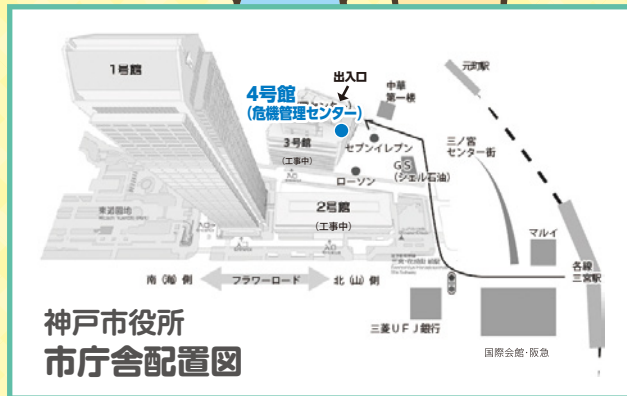 1号館
出入口
4号館
(危機管理センター)
中華
第一楼
元町駅
3号館
(工事中)
セブンイレブン
GS
(シェル石油)
三ノ宮
センター街
ローソン
東遊園地
2号館
(工事中)
マルイ
各線
三宮駅
南(海)側
フラワーロード
北(山)側
三菱UFJ銀行
国際会館・阪急
神戸市役所
市庁舎配置図